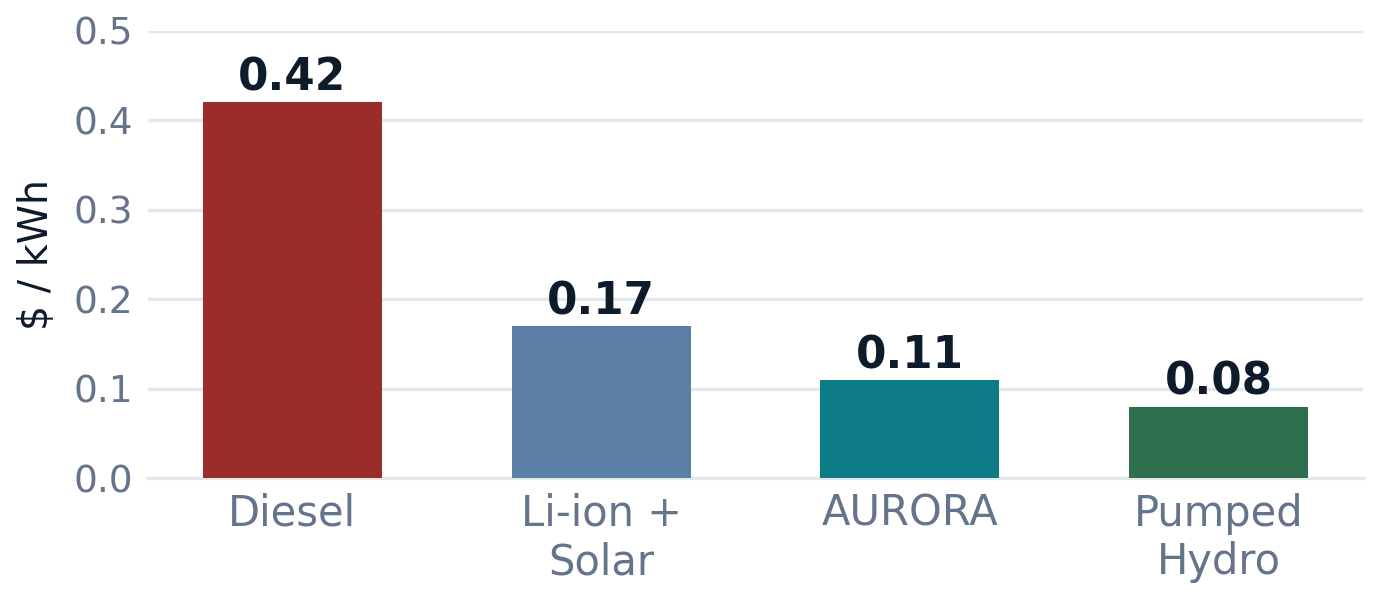 $ / kWh
0.5
0.4
0.3
0.2
0.1
0.0
0.42
0.17
0.11
0.08
Diesel
Li-ion +
Solar
AURORA
Pumped
Hydro